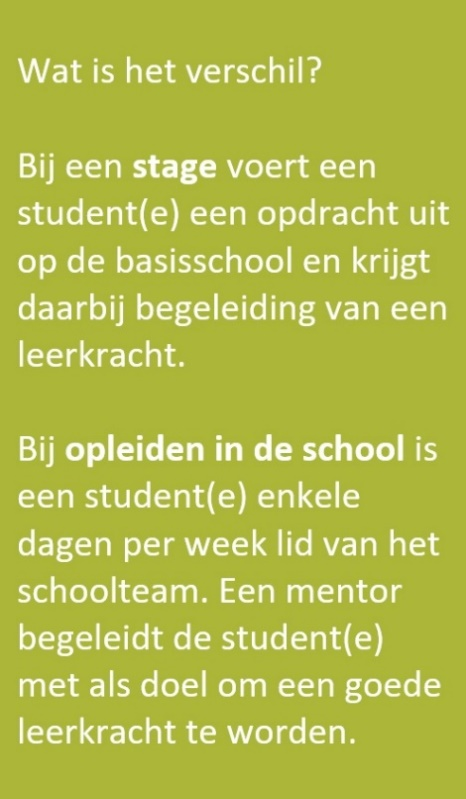 Wat is het verschil?
Bij een stage voert een
student(e) een opdracht uit
op de basisschool en krijgt
daarbij begeleiding van een
leerkracht.
Bij opleiden in de school is
een student(e) enkele
dagen per week lid van het
schoolteam. Een mentor
begeleidt de student(e)
met als doel om een goede
leerkracht te worden.